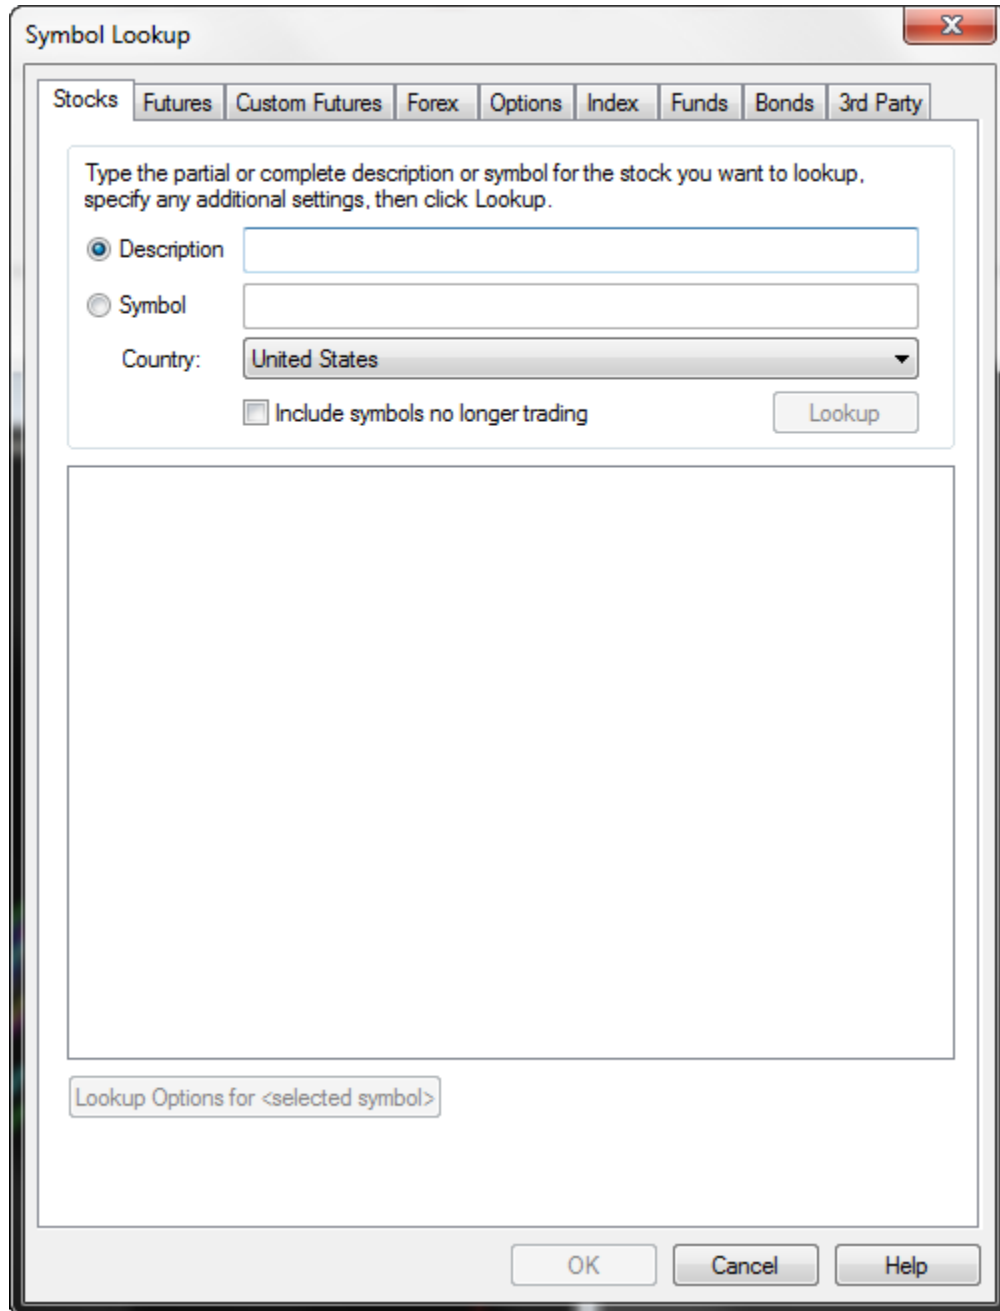 Symbol Lookup
Stocks Futures Custom Futures Forex Options Index Funds Bonds 3rd Party
Type the partial or complete description or symbol for the stock you want to lookup,
specify any additional settings, then click Lookup.
Description
Symbol
Country: United States
Include symbols no longer trading Lookup
Lookup Options for <selected symbol>
OK Cancel Help